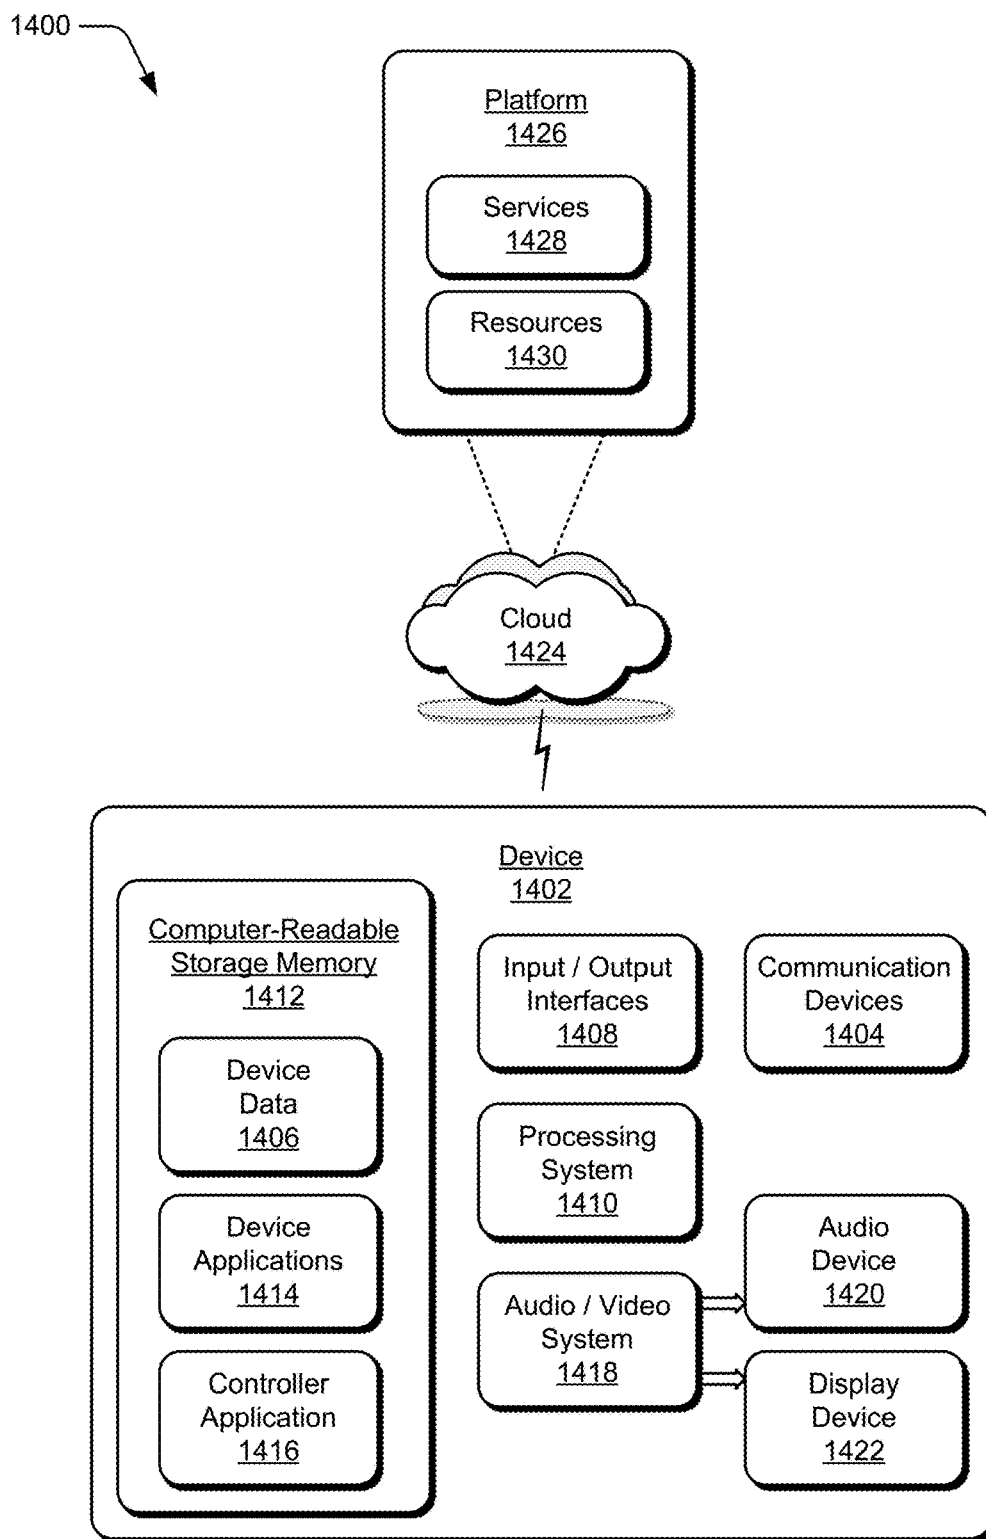 1400
Platform
1426
Services
1428
Resources
1430
Cloud
1424
Device
1402
Computer-Readable
Storage Memory
1412
Device
Data
1406
Device
Applications
1414
Controller
Application
1416
Input / Output
Interfaces
1408
Communication
Devices
1404
Processing
System
1410
Audio / Video
System
1418
Audio
Device
1420
Display
Device
1422